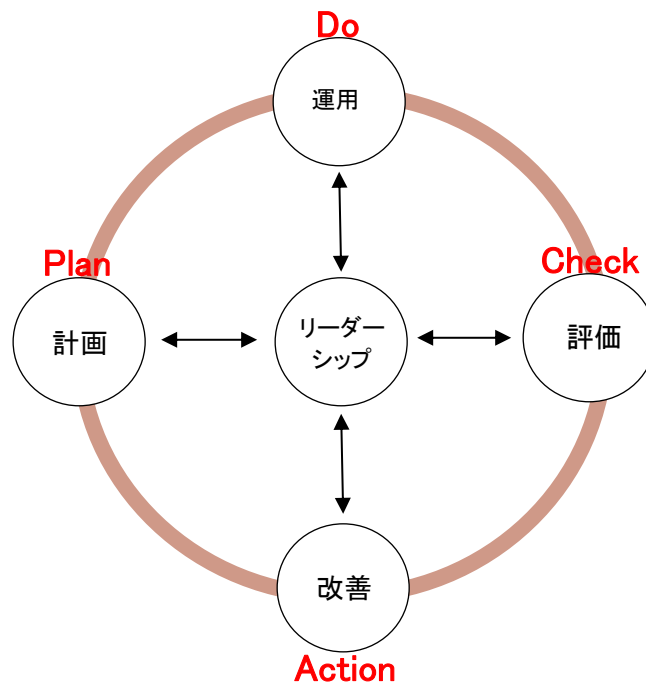 Do
運用
Plan
Check
計画
リーダー
シップ
評価
改善
Action